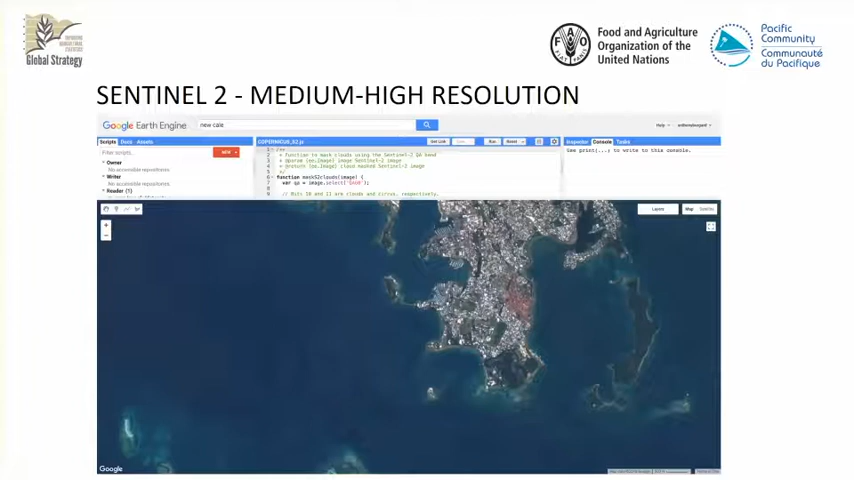 Global Strategy
Food and Agriculture
Organization of the
United Nations
Pacific
Community
Communauté
du Pacifique
SENTINEL 2 - MEDIUM-HIGH RESOLUTION
Google Earth Engine
new cale
Help
Scripts Docs Assets
Filter scripts...
NEW
Owner
No accessible repositories.
Writer
No accessible repositories.
Reader (1)
Get Link
Run
Reset
* function to mask clouds using the Sentinel-2 QA band
* @param {ee.Image} image Sentinel-2 image
* @return {ee.Image} cloud masked Sentinel-2 image
*/
function maskS2clouds(image) {
var qa = image.select('QA60');
// Bits 10 and 11 are clouds and cirrus, respectively.
Inspector Console Tasks
Use print(...) to write to this console.
Layers
Map
Satellite
Google